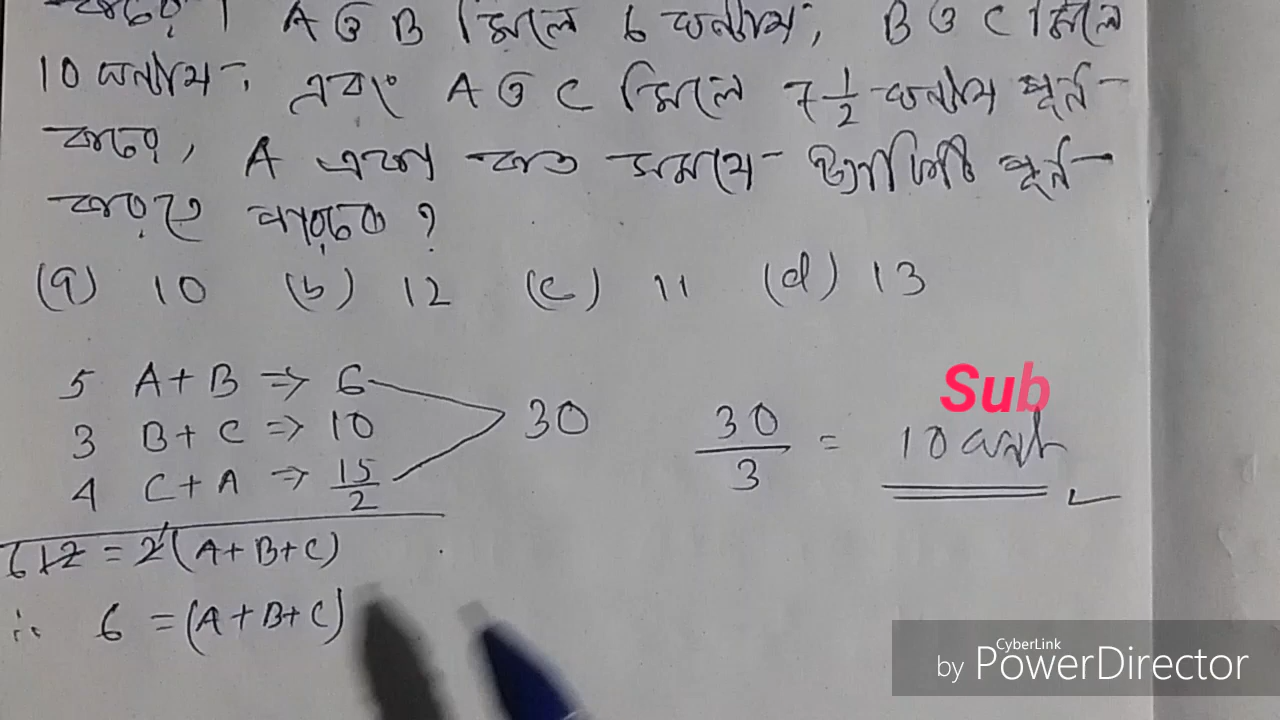 করে। A ও B মিলে 6 ঘন্টায়, B ও C মিলে
10 ঘন্টায়, এবং A ও C মিলে 7 1/2 ঘন্টায় পূর্ন
করে, A একা কত সময়ে পূর্ন
করতে পারবে ?
(a) 10 (b) 12 (c) 11 (d) 13
5 A+B ⇒ 6
3 B+C ⇒ 10
4 C+A ⇒ 15/2
30
12 = 2(A+B+C)
6
∴ 6 = (A+B+C)
30/3 = 10 ঘন্টা
Sub
CyberLink
by PowerDirector